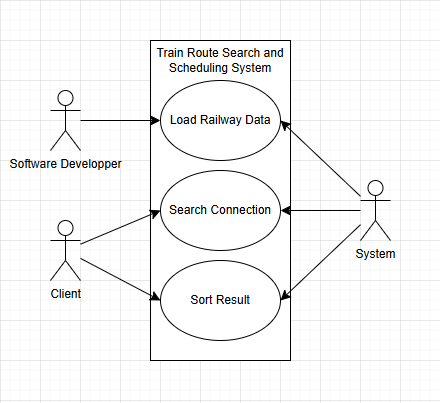 Train Route Search and
Scheduling System
Load Railway Data
Software Developper
Search Connection
System
Client
Sort Result